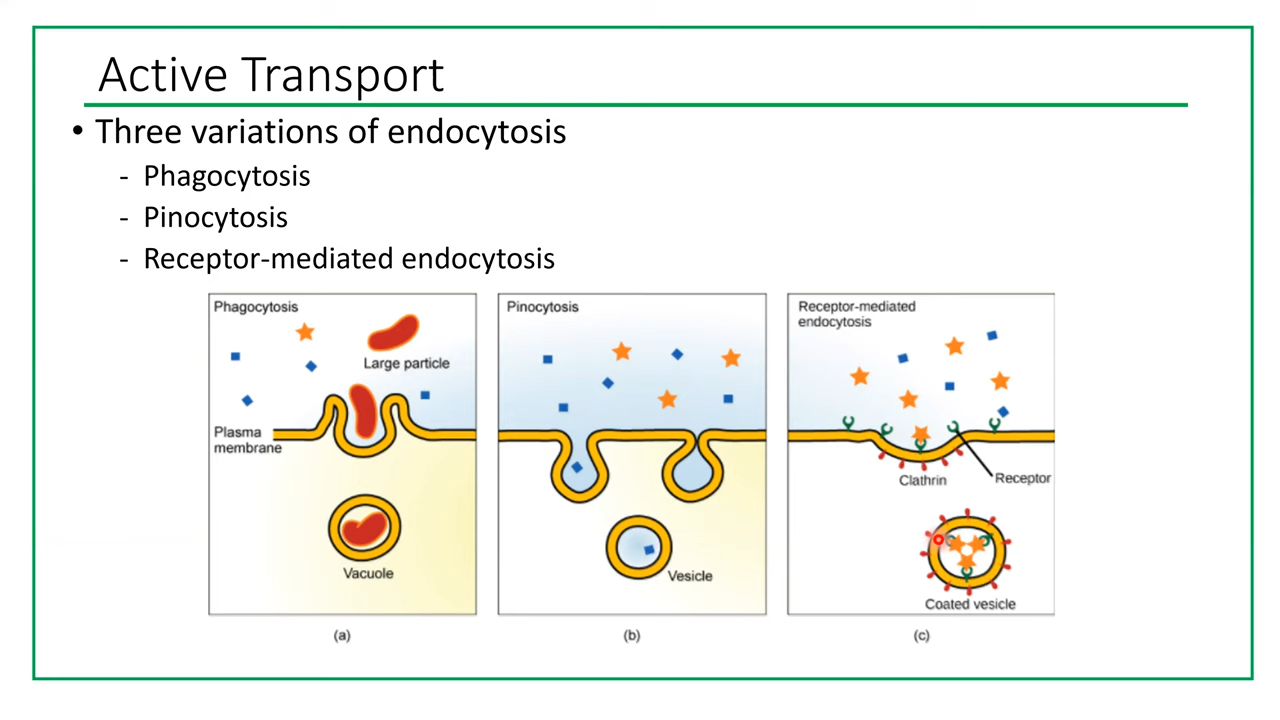 Active Transport
• Three variations of endocytosis
- Phagocytosis
- Pinocytosis
- Receptor-mediated endocytosis
Phagocytosis
Large particle
Plasma
membrane
Vacuole
(a)
Pinocytosis
Vesicle
(b)
Receptor-mediated
endocytosis
Clathrin
Receptor
Coated vesicle
(c)